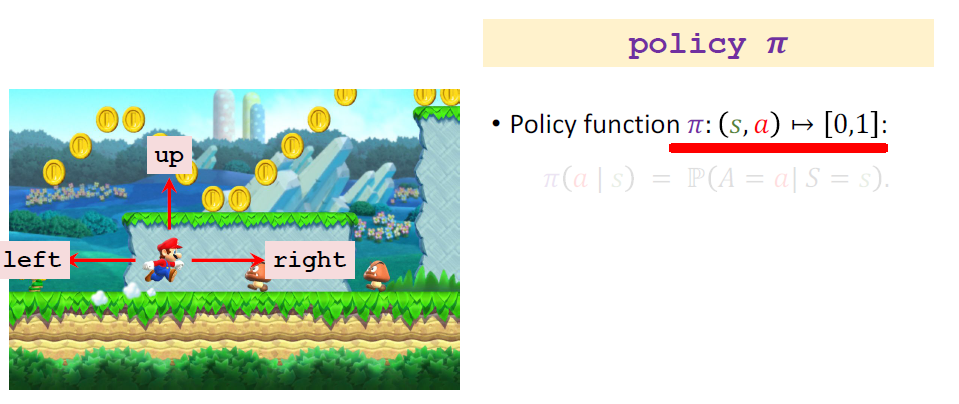 policy π
• Policy function π: (s, a) ↦ [0,1]:
π(a | s) = ℙ(A = a| S = s).
up
left
right